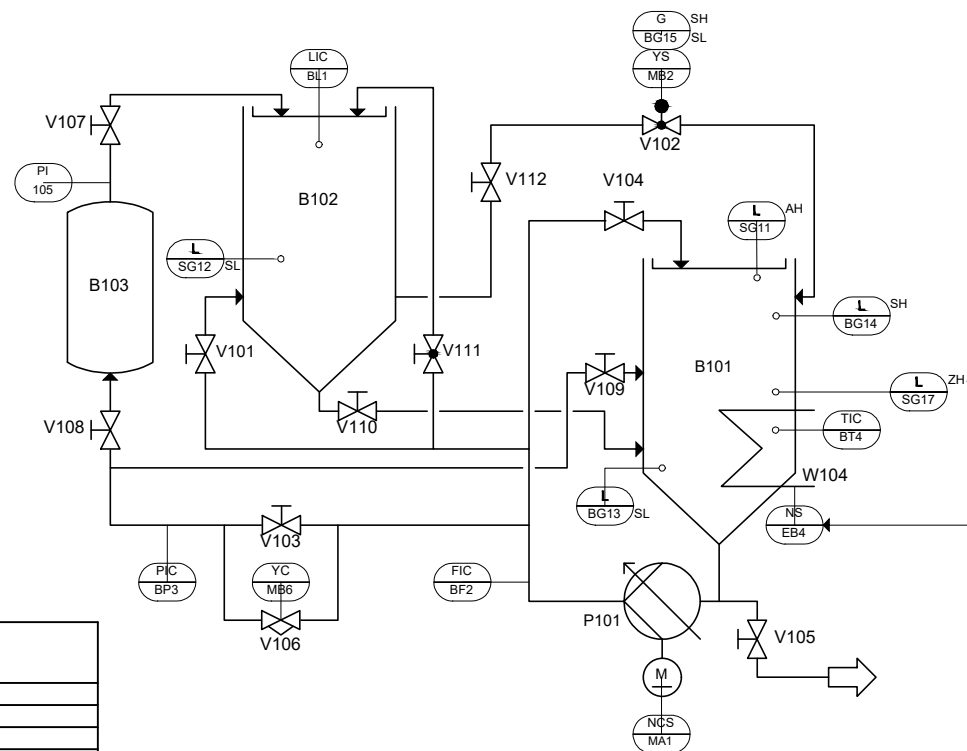 G SH
BG15 SL
LIC
BL1
YS
MB2
V107
V102
PI
105
V112
V104
B102
L AH
SG11
L
SG12 SL
B103
L SH
BG14
V101
V111
V109
B101
L ZH
SG17
V108
V110
TIC
BT4
W104
L
BG13 SL
NS
EB4
V103
PIC
BP3
YC
MB6
FIC
BF2
V106
P101
V105
M
NCS
MA1